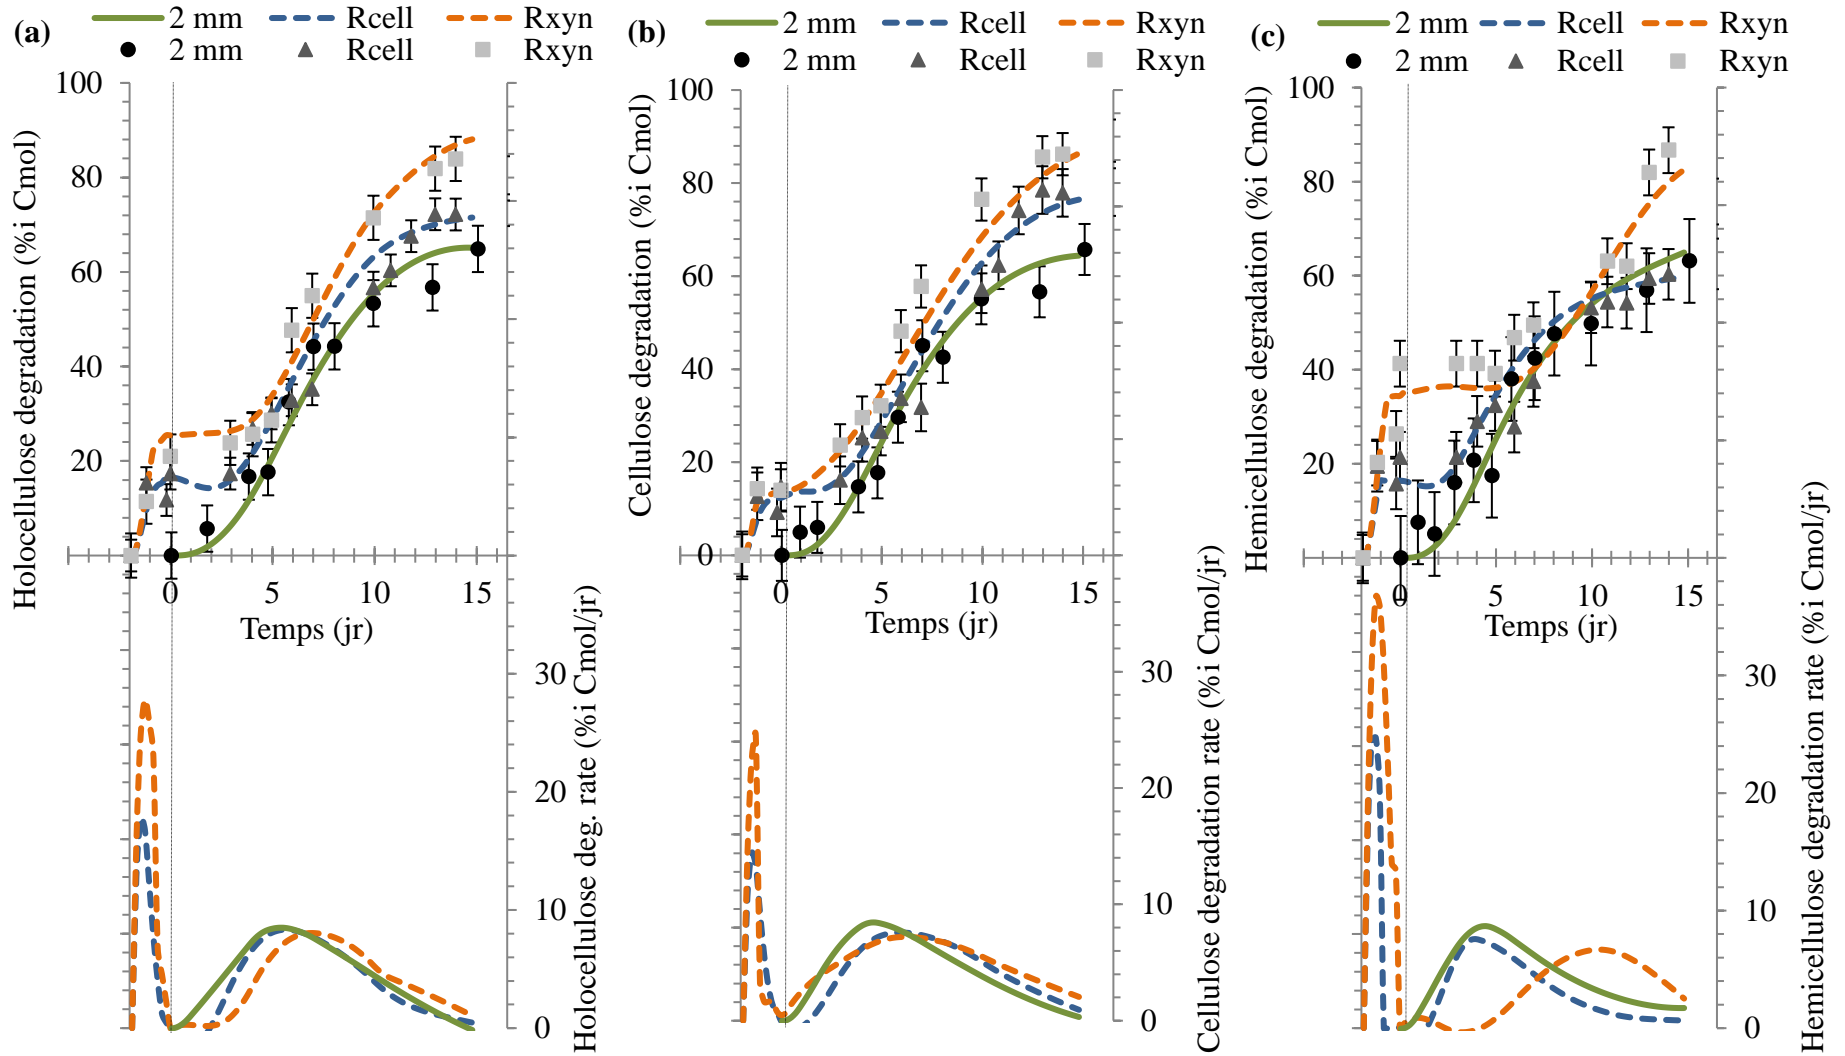 (a)
2 mm Rcell Rxyn
2 mm Rcell Rxyn
Holocellulose degradation (%i Cmol)
100
80
60
40
20
0 5 10 15
Temps (jr)
Holocellulose deg. rate (%i Cmol/jr)
30
20
10
0
(b)
2 mm Rcell Rxyn
2 mm Rcell Rxyn
Cellulose degradation (%i Cmol)
100
80
60
40
20
0
0 5 10 15
Temps (jr)
Cellulose degradation rate (%i Cmol/jr)
30
20
10
0
(c)
2 mm Rcell Rxyn
2 mm Rcell Rxyn
Hemicellulose degradation (%i Cmol)
100
80
60
40
20
0
0 5 10 15
Temps (jr)
Hemicellulose degradation rate (%i Cmol/jr)
30
20
10
0